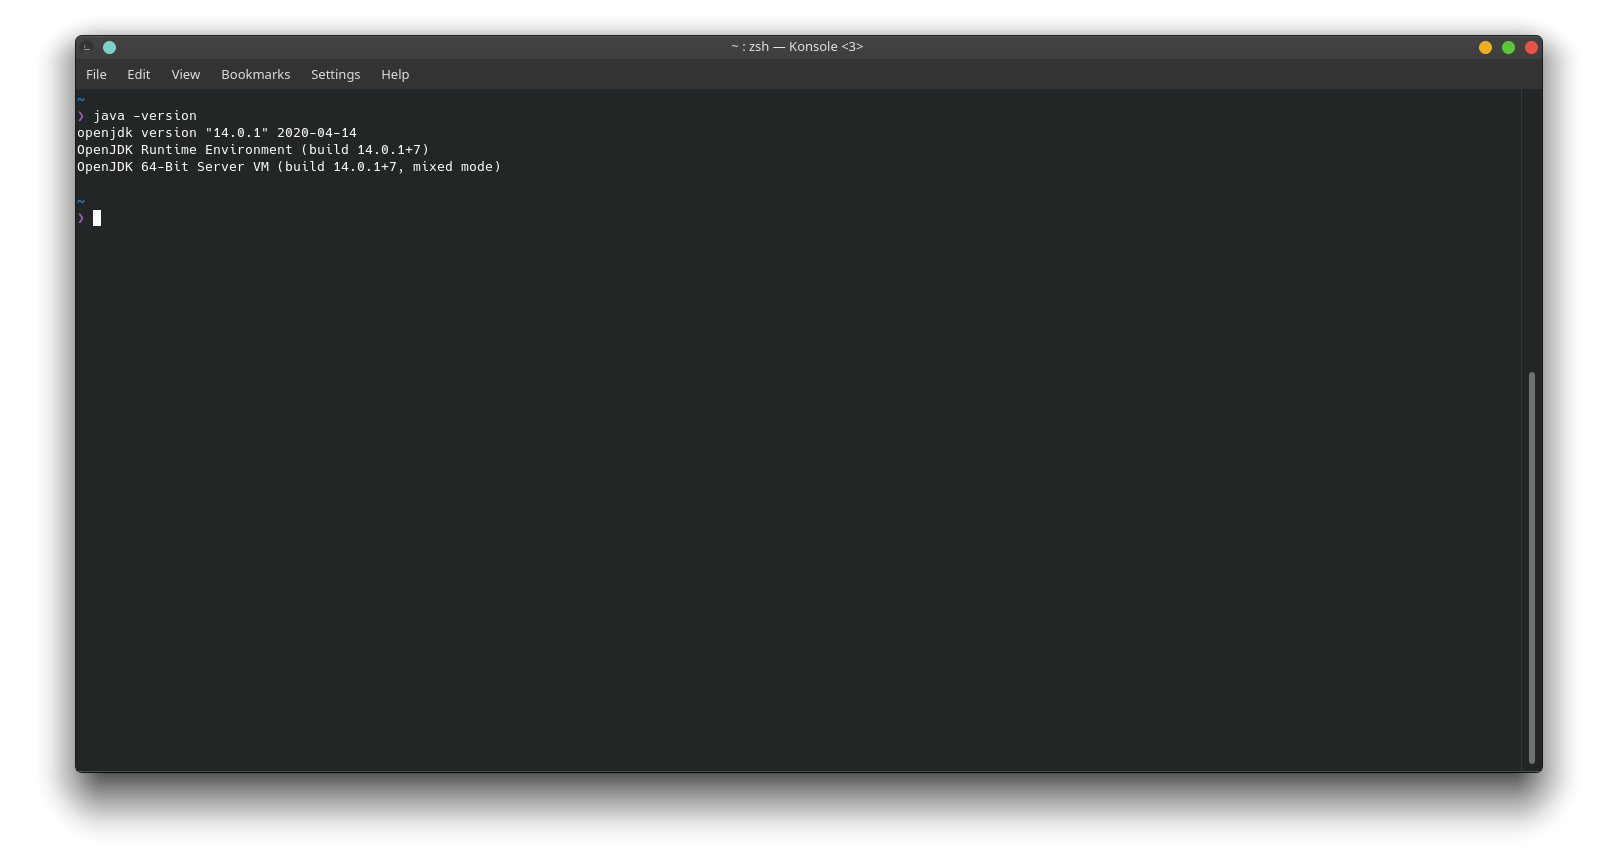 ~ : zsh — Konsole <3>
File Edit View Bookmarks Settings Help
~
❯ java -version
openjdk version "14.0.1" 2020-04-14
OpenJDK Runtime Environment (build 14.0.1+7)
OpenJDK 64-Bit Server VM (build 14.0.1+7, mixed mode)
~
❯